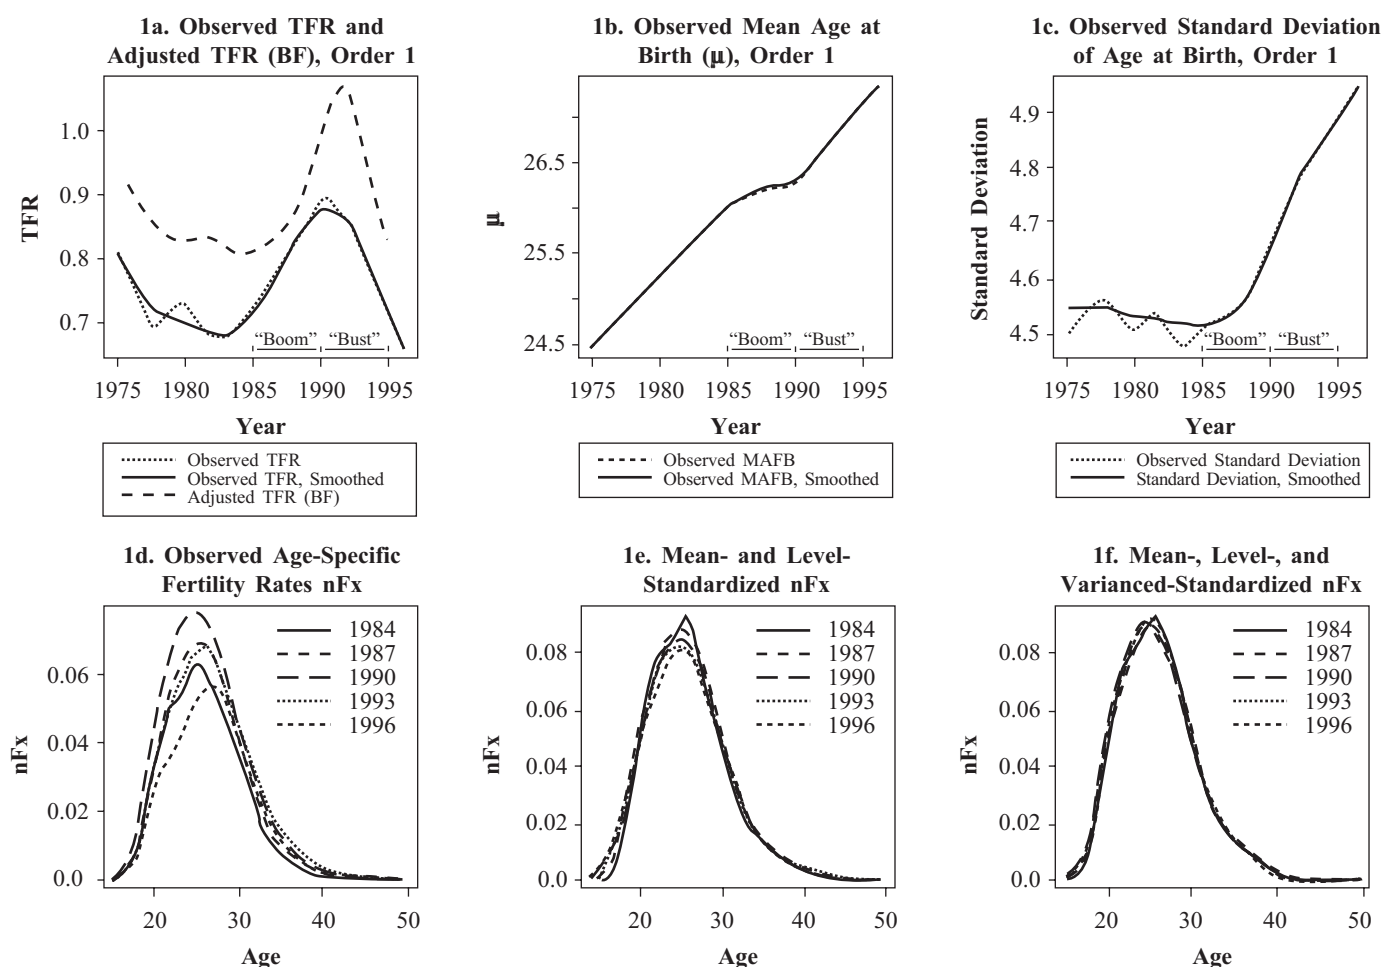 1a. Observed TFR and
Adjusted TFR (BF), Order 1
TFR
1.0
0.9
0.8
0.7
“Boom” “Bust”
1975 1980 1985 1990 1995
Year
Observed TFR
Observed TFR, Smoothed
Adjusted TFR (BF)
1b. Observed Mean Age at
Birth (μ), Order 1
μ
26.5
25.5
24.5
“Boom” “Bust”
1975 1980 1985 1990 1995
Year
Observed MAFB
Observed MAFB, Smoothed
1c. Observed Standard Deviation
of Age at Birth, Order 1
Standard Deviation
4.9
4.8
4.7
4.6
4.5
“Boom” “Bust”
1975 1980 1985 1990 1995
Year
Observed Standard Deviation
Standard Deviation, Smoothed
1d. Observed Age-Specific
Fertility Rates nFx
nFx
0.06
0.04
0.02
0.0
1984
1987
1990
1993
1996
20 30 40 50
Age
1e. Mean- and Level-
Standardized nFx
nFx
0.08
0.06
0.04
0.02
0.0
1984
1987
1990
1993
1996
20 30 40 50
Age
1f. Mean-, Level-, and
Varianced-Standardized nFx
nFx
0.08
0.06
0.04
0.02
0.0
1984
1987
1990
1993
1996
20 30 40 50
Age